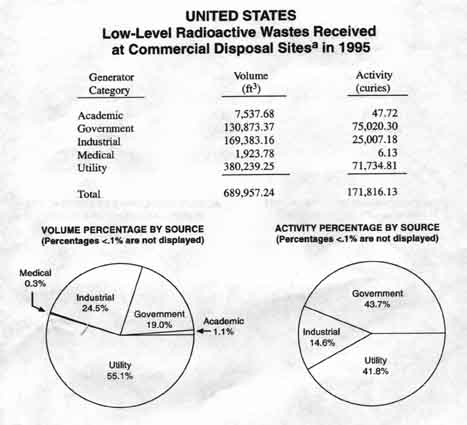 UNITED STATES
Low-Level Radioactive Wastes Received
at Commercial Disposal Sitesa in 1995
Generator Volume Activity
Category (ft3) (curies)
Academic 7,537.68 47.72
Government 130,873.37 75,020.30
Industrial 169,383.16 25,007.18
Medical 1,923.78 6.13
Utility 380,239.25 71,734.81
Total 689,957.24 171,816.13
VOLUME PERCENTAGE BY SOURCE
(Percentages <.1% are not displayed)
Medical
0.3%
Industrial
24.5%
Government
19.0%
Academic
1.1%
Utility
55.1%
ACTIVITY PERCENTAGE BY SOURCE
(Percentages <.1% are not displayed)
Government
43.7%
Industrial
14.6%
Utility
41.8%